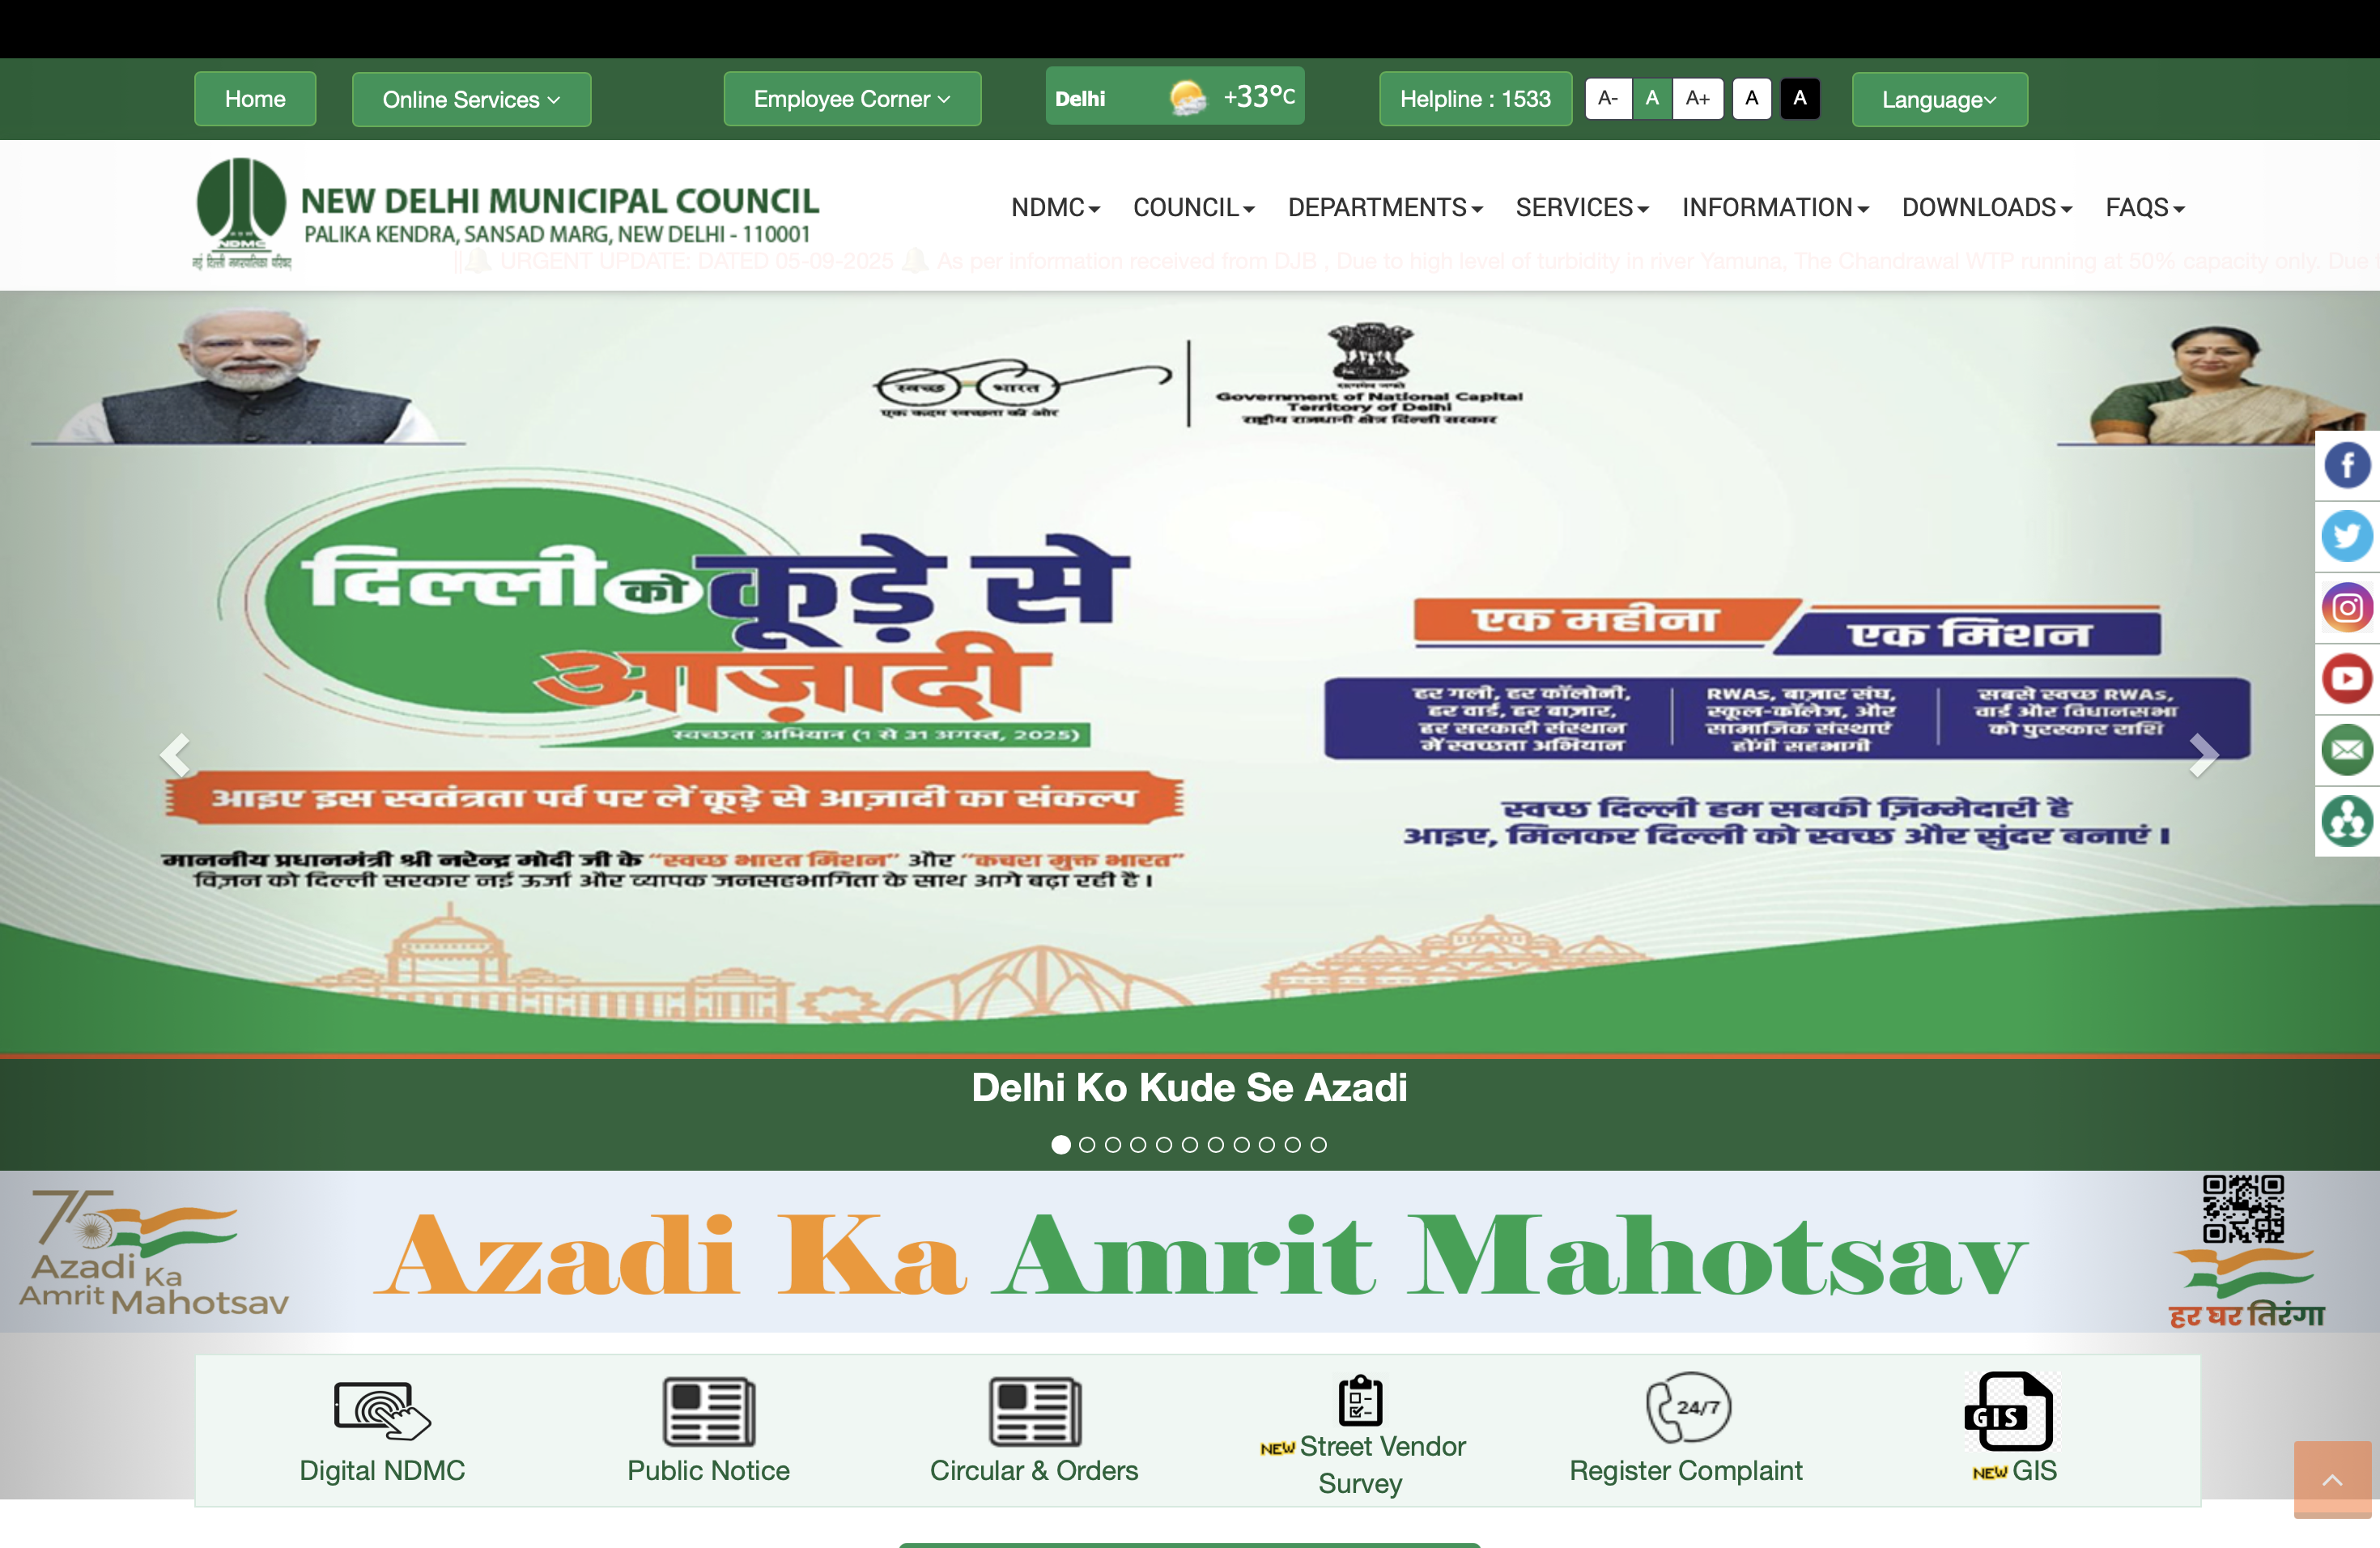 Home
Online Services
Employee Corner
Delhi
+33°C
Helpline : 1533
A-
A
A+
A
A
Language
NDMC
नई दिल्ली नगरपालिका परिषद
NEW DELHI MUNICIPAL COUNCIL
PALIKA KENDRA, SANSAD MARG, NEW DELHI - 110001
NDMC
COUNCIL
DEPARTMENTS
SERVICES
INFORMATION
DOWNLOADS
FAQS
||🔔 URGENT UPDATE: DATED 05-09-2025 🔔 As per information received from DJB , Due to high level of turbidity in river Yamuna, The Chandrawal WTP running at 50% capacity only. Due
स्वच्छ भारत
एक कदम स्वच्छता की ओर
सत्यमेव जयते
Government of National Capital
Territory of Delhi
राष्ट्रीय राजधानी क्षेत्र दिल्ली सरकार
दिल्ली को कूड़े से
आज़ादी
स्वच्छता अभियान (1 से 31 अगस्त, 2025)
आइए इस स्वतंत्रता पर्व पर लें कूड़े से आज़ादी का संकल्प
माननीय प्रधानमंत्री श्री नरेन्द्र मोदी जी के “स्वच्छ भारत मिशन” और “कचरा मुक्त भारत”
विज़न को दिल्ली सरकार नई ऊर्जा और व्यापक जनसहभागिता के साथ आगे बढ़ा रही है।
एक महीना
एक मिशन
हर गली, हर कॉलोनी,
हर वार्ड, हर बाज़ार,
हर सरकारी संस्थान
में स्वच्छता अभियान
RWAs, बाज़ार संघ,
स्कूल-कॉलेज, और
सामाजिक संस्थाएं
होंगी सहभागी
सबसे स्वच्छ RWAs,
वार्ड और विधानसभा
को पुरस्कार राशि
स्वच्छ दिल्ली हम सबकी ज़िम्मेदारी है
आइए, मिलकर दिल्ली को स्वच्छ और सुंदर बनाएं।
Delhi Ko Kude Se Azadi
75
Azadi Ka
Amrit Mahotsav
Azadi Ka Amrit Mahotsav
हर घर तिरंगा
Digital NDMC
Public Notice
Circular & Orders
NEW Street Vendor
Survey
24/7
Register Complaint
GIS
NEW GIS